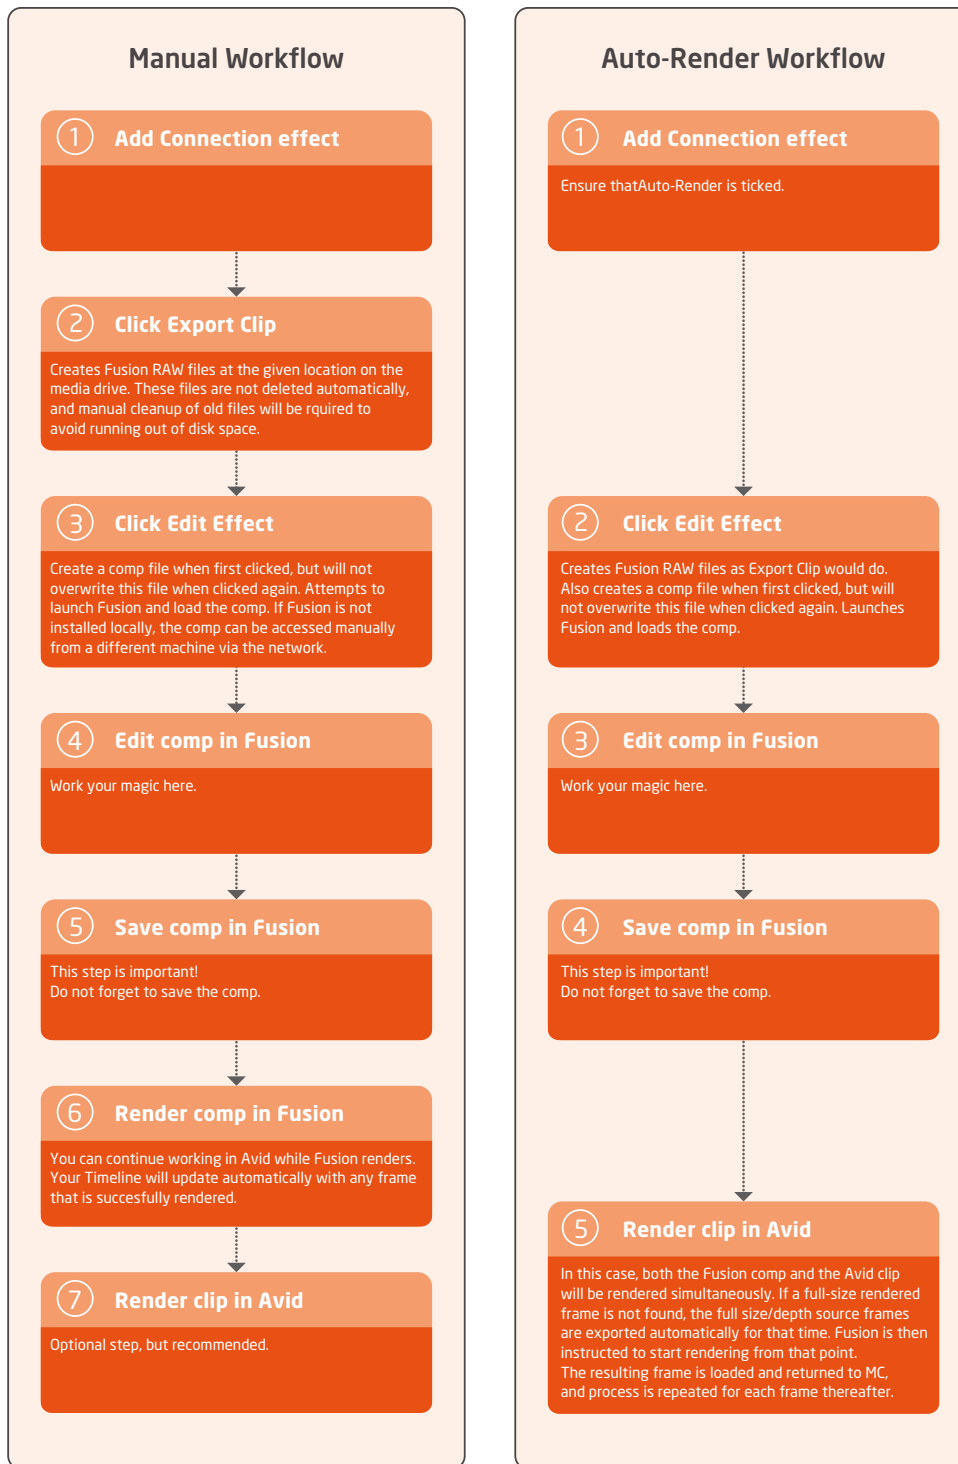 Manual Workflow
1 Add Connection effect
2 Click Export Clip
Creates Fusion RAW files at the given location on the
media drive. These files are not deleted automatically,
and manual cleanup of old files will be rquired to
avoid running out of disk space.
3 Click Edit Effect
Create a comp file when first clicked, but will not
overwrite this file when clicked again. Attempts to
launch Fusion and load the comp. If Fusion is not
installed locally, the comp can be accessed manually
from a different machine via the network.
4 Edit comp in Fusion
Work your magic here.
5 Save comp in Fusion
This step is important!
Do not forget to save the comp.
6 Render comp in Fusion
You can continue working in Avid while Fusion renders.
Your Timeline will update automatically with any frame
that is succesfully rendered.
7 Render clip in Avid
Optional step, but recommended.
Auto-Render Workflow
1 Add Connection effect
Ensure thatAuto-Render is ticked.
2 Click Edit Effect
Creates Fusion RAW files as Export Clip would do.
Also creates a comp file when first clicked, but will
not overwrite this file when clicked again. Launches
Fusion and loads the comp.
3 Edit comp in Fusion
Work your magic here.
4 Save comp in Fusion
This step is important!
Do not forget to save the comp.
5 Render clip in Avid
In this case, both the Fusion comp and the Avid clip
will be rendered simultaneously. If a full-size rendered
frame is not found, the full size/depth source frames
are exported automatically for that time. Fusion is then
instructed to start rendering from that point.
The resulting frame is loaded and returned to MC,
and process is repeated for each frame thereafter.